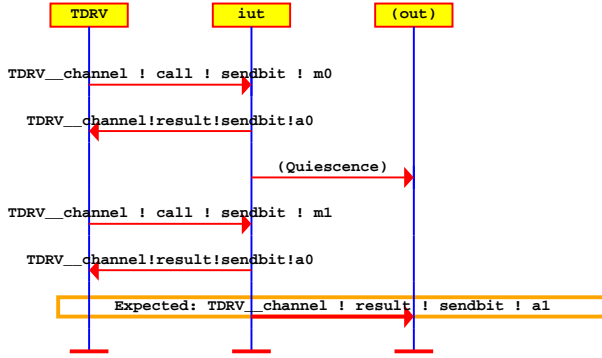 TDRV iut (out)
TDRV__channel ! call ! sendbit ! m0
TDRV__channel!result!sendbit!a0
(Quiescence)
TDRV__channel ! call ! sendbit ! m1
TDRV__channel!result!sendbit!a0
Expected: TDRV__channel ! result ! sendbit ! a1